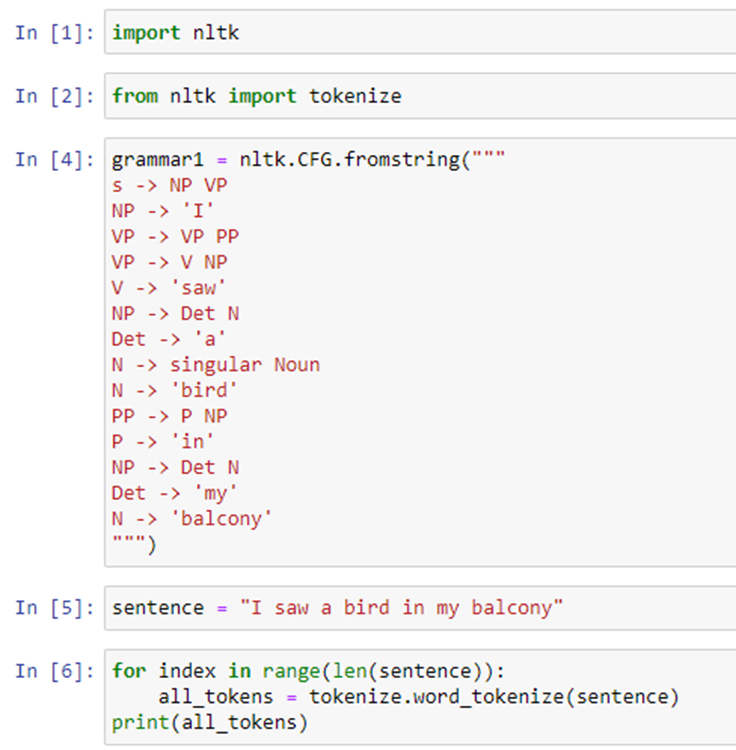 In [1]: import nltk
In [2]: from nltk import tokenize
In [4]: grammar1 = nltk.CFG.fromstring("""
s -> NP VP
NP -> 'I'
VP -> VP PP
VP -> V NP
V -> 'saw'
NP -> Det N
Det -> 'a'
N -> singular Noun
N -> 'bird'
PP -> P NP
P -> 'in'
NP -> Det N
Det -> 'my'
N -> 'balcony'
""")
In [5]: sentence = "I saw a bird in my balcony"
In [6]: for index in range(len(sentence)):
    all_tokens = tokenize.word_tokenize(sentence)
print(all_tokens)